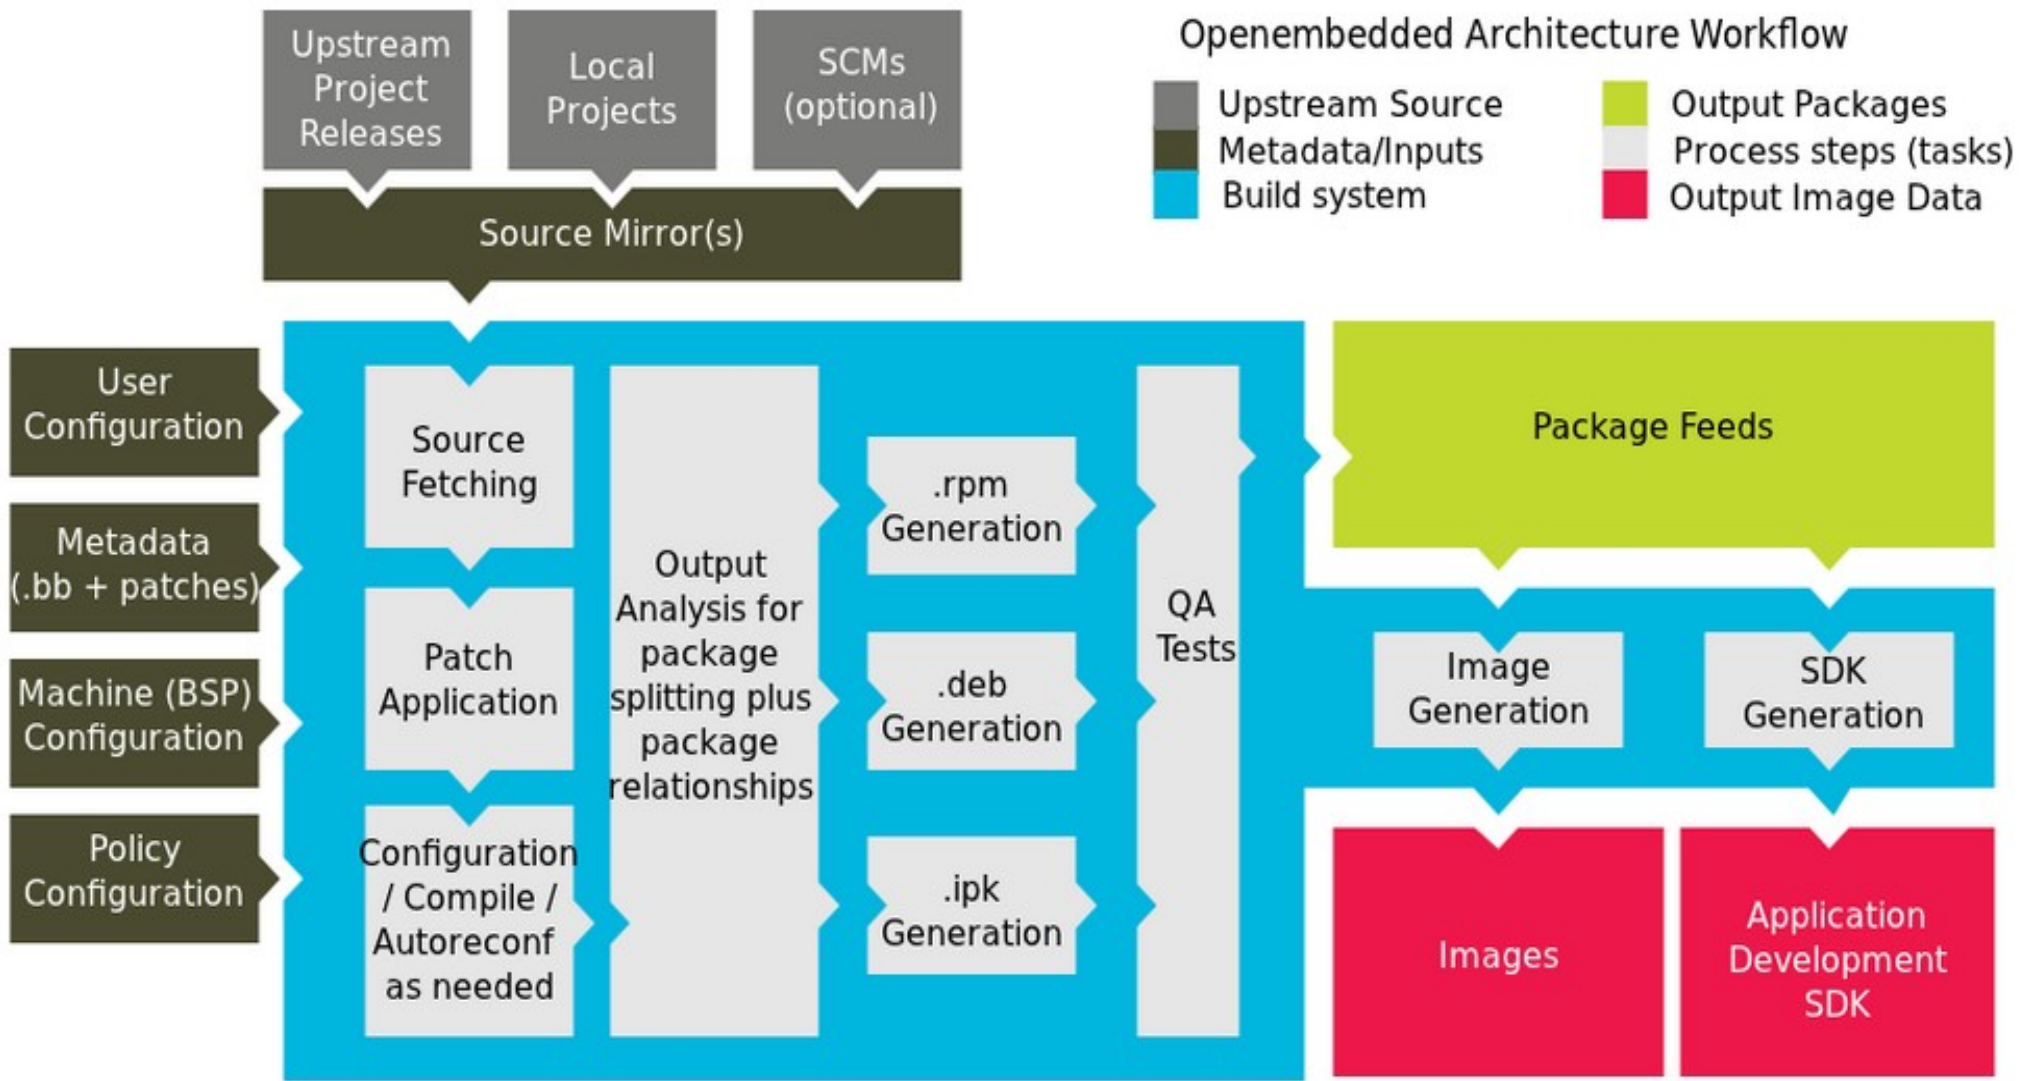 Upstream
Project
Releases
Local
Projects
SCMs
(optional)
Openembedded Architecture Workflow
Upstream Source
Metadata/Inputs
Build system
Output Packages
Process steps (tasks)
Output Image Data
Source Mirror(s)
User
Configuration
Metadata
(.bb + patches)
Machine (BSP)
Configuration
Policy
Configuration
Source
Fetching
Patch
Application
Configuration
/ Compile /
Autoreconf
as needed
Output
Analysis for
package
splitting plus
package
relationships
.rpm
Generation
.deb
Generation
.ipk
Generation
QA
Tests
Package Feeds
Image
Generation
SDK
Generation
Images
Application
Development
SDK